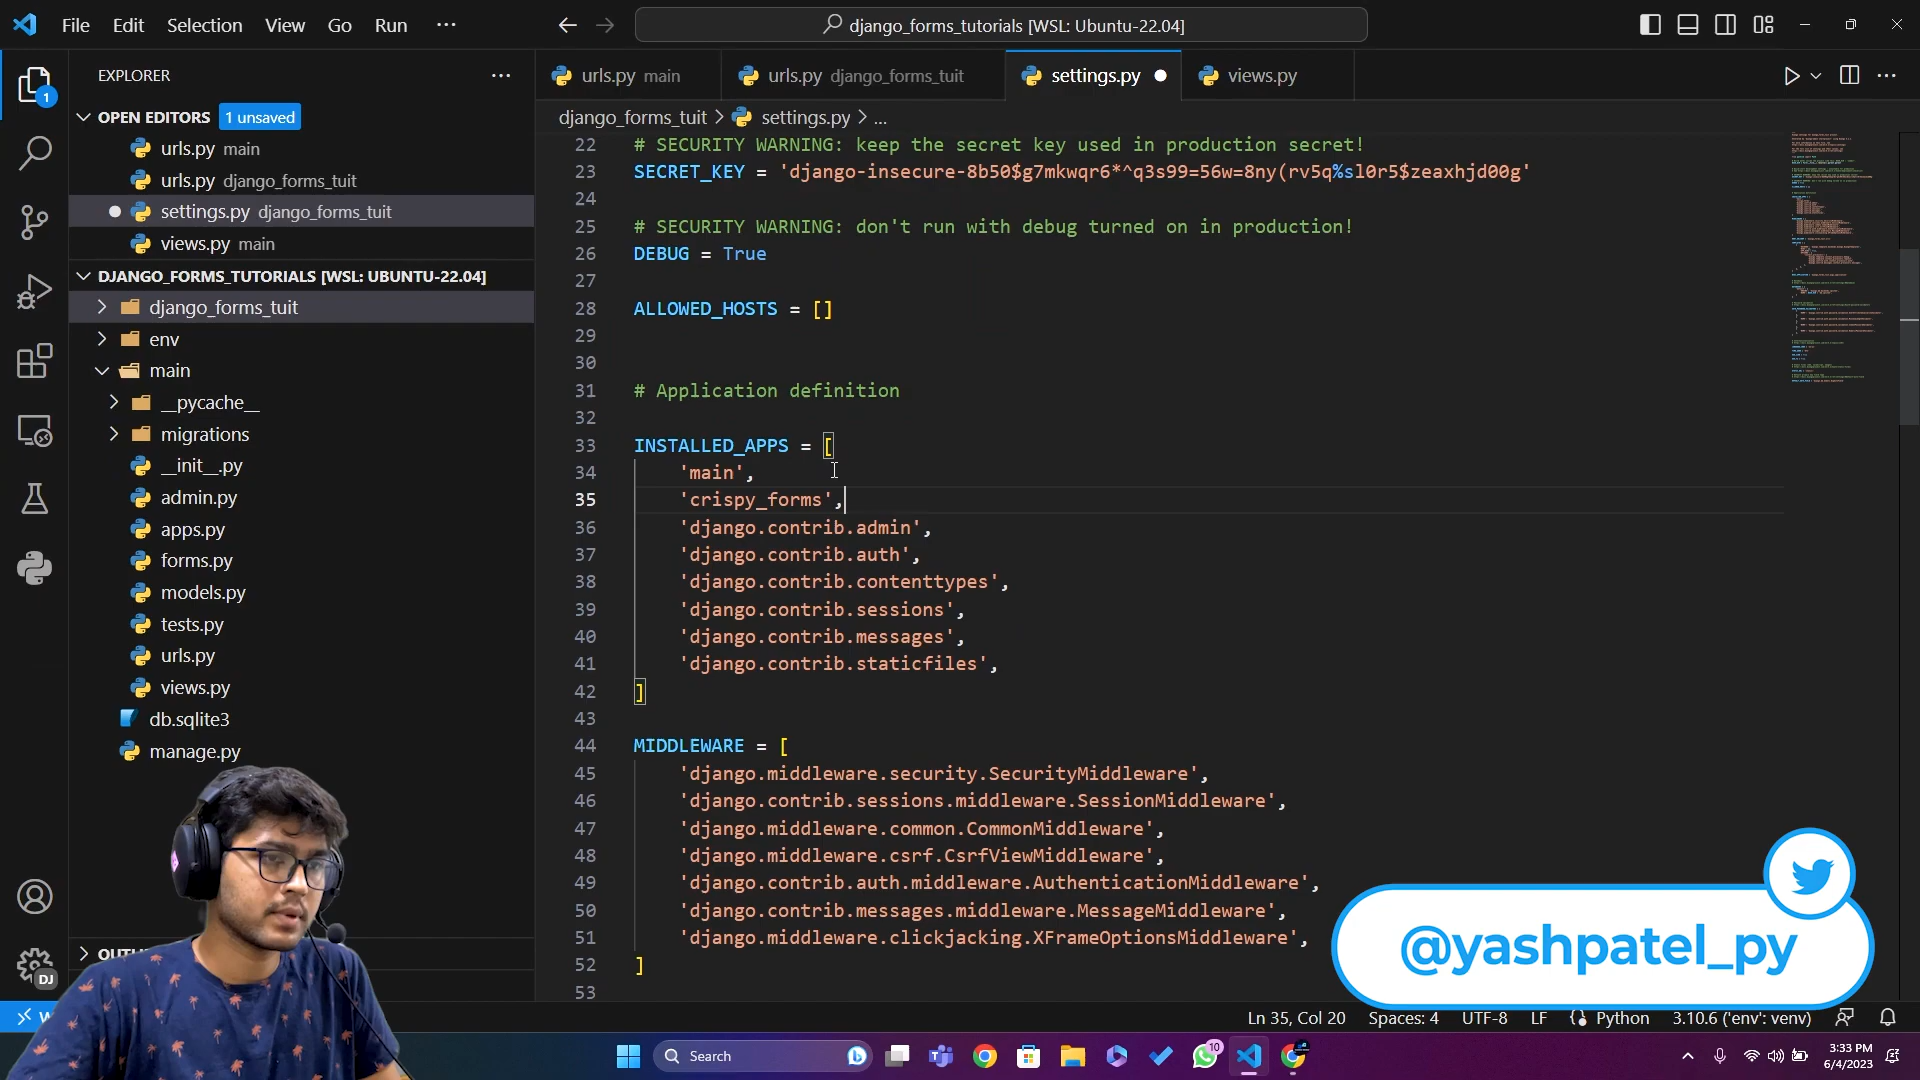 File Edit Selection View Go Run ...
django_forms_tutorials [WSL: Ubuntu-22.04]
EXPLORER
OPEN EDITORS 1 unsaved
urls.py main
urls.py django_forms_tuit
settings.py django_forms_tuit
views.py main
DJANGO_FORMS_TUTORIALS [WSL: UBUNTU-22.04]
django_forms_tuit
env
main
__pycache__
migrations
__init__.py
admin.py
apps.py
forms.py
models.py
tests.py
urls.py
views.py
db.sqlite3
manage.py
1
DJ
urls.py main
urls.py django_forms_tuit
settings.py
views.py
django_forms_tuit > settings.py > ...
22 # SECURITY WARNING: keep the secret key used in production secret!
23 SECRET_KEY = 'django-insecure-8b50$g7mkwqr6*^q3s99=56w=8ny(rv5q%sl0r5$zeaxhjd00g'
24
25 # SECURITY WARNING: don't run with debug turned on in production!
26 DEBUG = True
27
28 ALLOWED_HOSTS = []
29
30
31 # Application definition
32
33 INSTALLED_APPS = [
34 'main',
35 'crispy_forms',
36 'django.contrib.admin',
37 'django.contrib.auth',
38 'django.contrib.contenttypes',
39 'django.contrib.sessions',
40 'django.contrib.messages',
41 'django.contrib.staticfiles',
42 ]
43
44 MIDDLEWARE = [
45 'django.middleware.security.SecurityMiddleware',
46 'django.contrib.sessions.middleware.SessionMiddleware',
47 'django.middleware.common.CommonMiddleware',
48 'django.middleware.csrf.CsrfViewMiddleware',
49 'django.contrib.auth.middleware.AuthenticationMiddleware',
50 'django.contrib.messages.middleware.MessageMiddleware',
51 'django.middleware.clickjacking.XFrameOptionsMiddleware',
52 ]
53
@yashpatel_py
Ln 35, Col 20 Spaces: 4 UTF-8 LF Python 3.10.6 ('env': venv)
Search
10
3:33 PM
6/4/2023